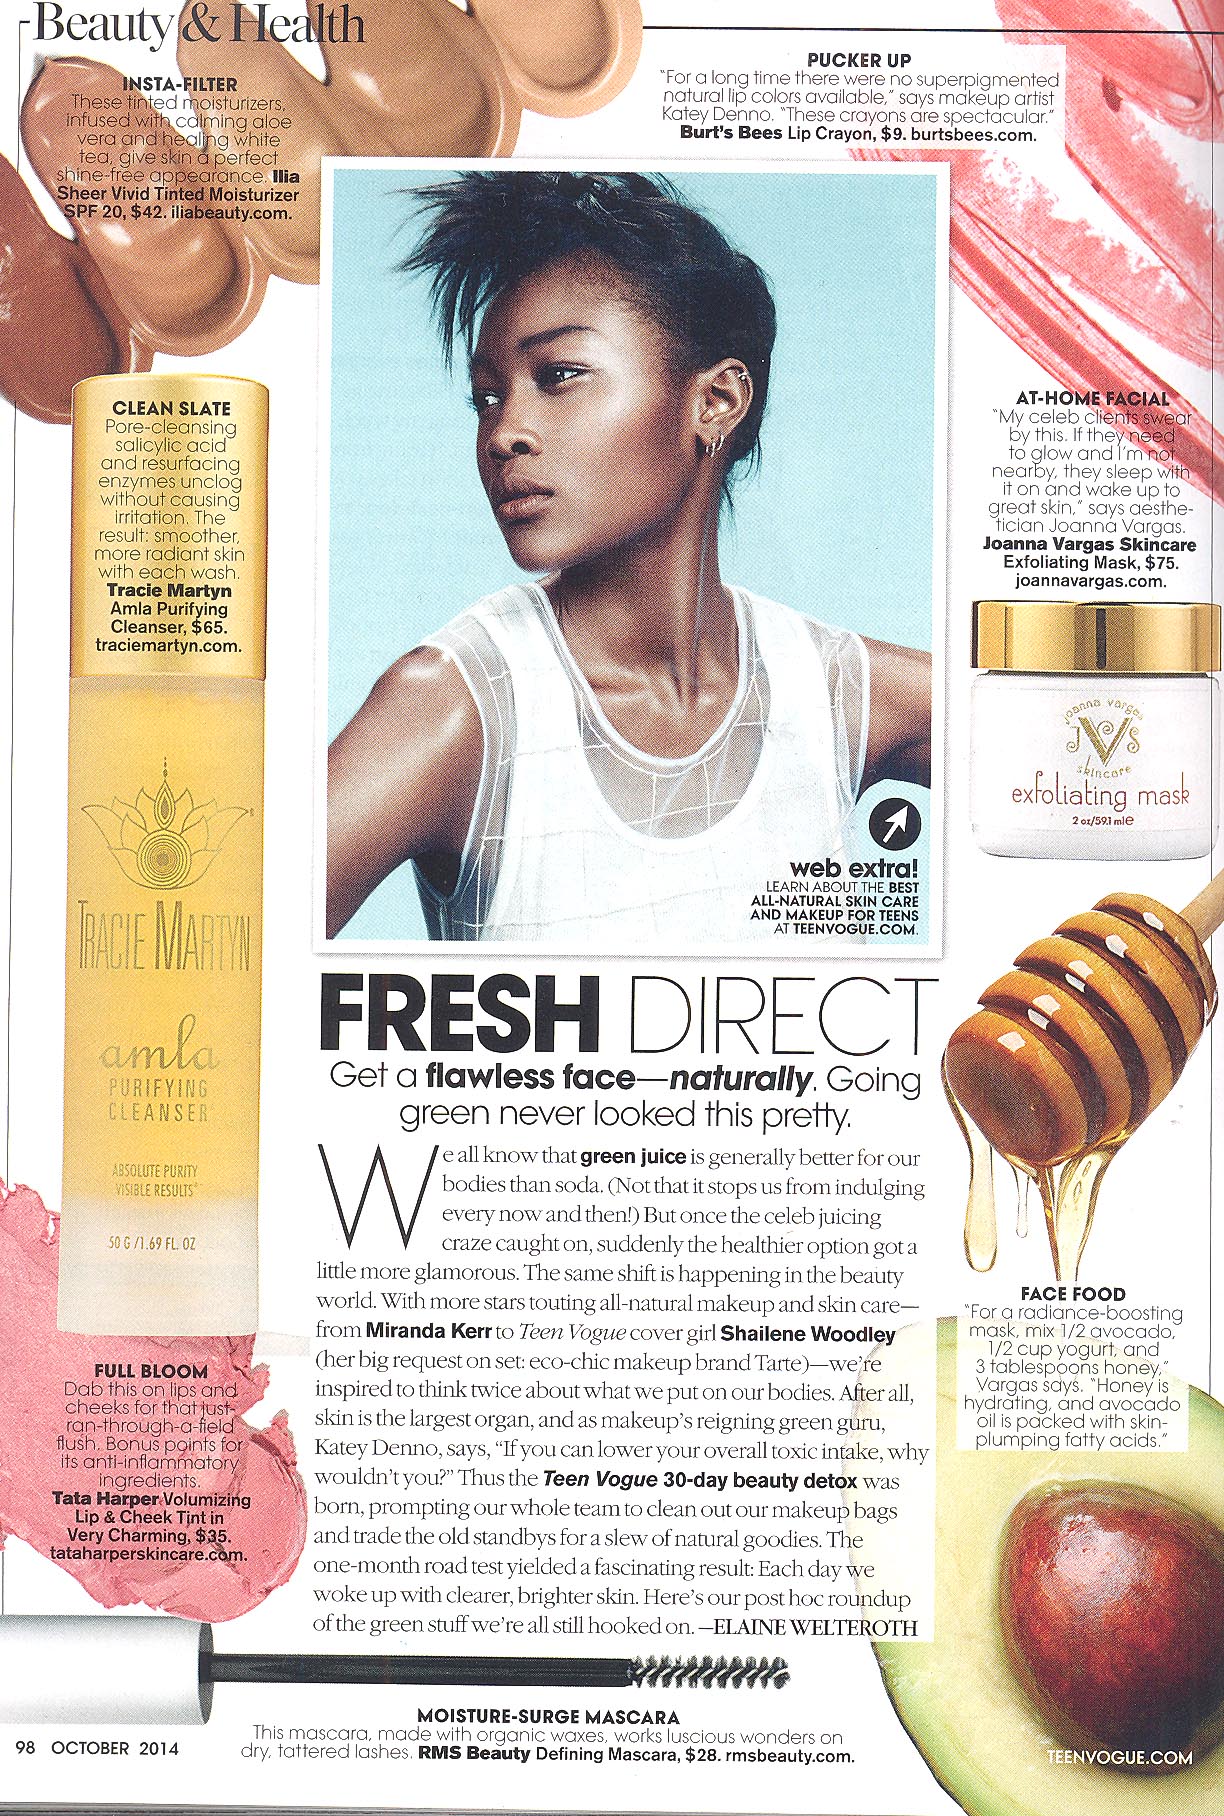 Beauty & Health
INSTA-FILTER
These tinted moisturizers,
infused with calming aloe
vera and healing white
tea, give skin a perfect
shine-free appearance. Ilia
Sheer Vivid Tinted Moisturizer
SPF 20, $42. iliabeauty.com.
PUCKER UP
"For a long time there were no superpigmented
natural lip colors available," says makeup artist
Katey Denno. "These crayons are spectacular."
Burt's Bees Lip Crayon, $9. burtsbees.com.
CLEAN SLATE
Pore-cleansing
salicylic acid
and resurfacing
enzymes unclog
without causing
irritation. The
result: smoother,
more radiant skin
with each wash.
Tracie Martyn
Amla Purifying
Cleanser, $65.
traciemartyn.com.
TRACIE MARTYN
amla
PURIFYING
CLEANSER
ABSOLUTE PURITY
VISIBLE RESULTS
50 G /1.69 FL. OZ
AT-HOME FACIAL
"My celeb clients swear
by this. If they need
to glow and I'm not
nearby, they sleep with
it on and wake up to
great skin," says aesthe-
tician Joanna Vargas.
Joanna Vargas Skincare
Exfoliating Mask, $75.
joannavargas.com.
joanna vargas
JVS
skincare
exfoliating mask
2 oz/59.1 mle
web extra!
LEARN ABOUT THE BEST
ALL-NATURAL SKIN CARE
AND MAKEUP FOR TEENS
AT TEENVOGUE.COM.
FRESH DIRECT
Get a flawless face—naturally. Going
green never looked this pretty.
We all know that green juice is generally better for our
bodies than soda. (Not that it stops us from indulging
every now and then!) But once the celeb juicing
craze caught on, suddenly the healthier option got a
little more glamorous. The same shift is happening in the beauty
world. With more stars touting all-natural makeup and skin care—
from Miranda Kerr to Teen Vogue cover girl Shailene Woodley
(her big request on set: eco-chic makeup brand Tarte)—we're
inspired to think twice about what we put on our bodies. After all,
skin is the largest organ, and as makeup's reigning green guru,
Katey Denno, says, "If you can lower your overall toxic intake, why
wouldn't you?" Thus the Teen Vogue 30-day beauty detox was
born, prompting our whole team to clean out our makeup bags
and trade the old standbys for a slew of natural goodies. The
one-month road test yielded a fascinating result: Each day we
woke up with clearer, brighter skin. Here's our post hoc roundup
of the green stuff we're all still hooked on. —ELAINE WELTEROTH
FACE FOOD
"For a radiance-boosting
mask, mix 1/2 avocado,
1/2 cup yogurt, and
3 tablespoons honey,"
Vargas says. "Honey is
hydrating, and avocado
oil is packed with skin-
plumping fatty acids."
FULL BLOOM
Dab this on lips and
cheeks for that just-
ran-through-a-field
flush. Bonus points for
its anti-inflammatory
ingredients.
Tata Harper Volumizing
Lip & Cheek Tint in
Very Charming, $35.
tataharperskincare.com.
MOISTURE-SURGE MASCARA
This mascara, made with organic waxes, works luscious wonders on
dry, tattered lashes. RMS Beauty Defining Mascara, $28. rmsbeauty.com.
98 OCTOBER 2014
TEENVOGUE.COM